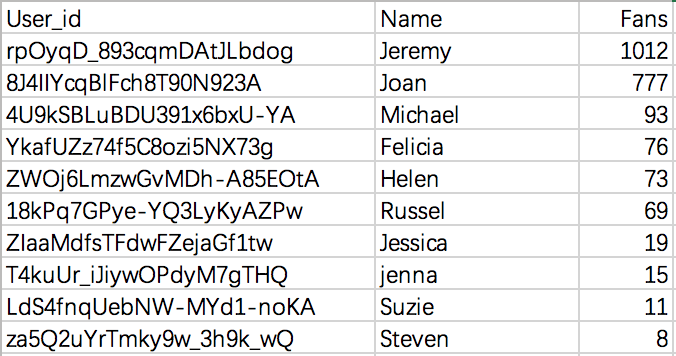 User_id Name Fans
rpOyqD_893cqmDAtJLbdog Jeremy 1012
8J4IIYcqBlFch8T90N923A Joan 777
4U9kSBLuBDU391x6bxU-YA Michael 93
YkafUZz74f5C8ozi5NX73g Felicia 76
ZWOj6LmzwGvMDh-A85EOtA Helen 73
18kPq7GPye-YQ3LyKyAZPw Russel 69
ZIaaMdfsTFdwFZejaGf1tw Jessica 19
T4kuUr_iJiywOPdyM7gTHQ jenna 15
LdS4fnqUebNW-MYd1-noKA Suzie 11
za5Q2uYrTmky9w_3h9k_wQ Steven 8